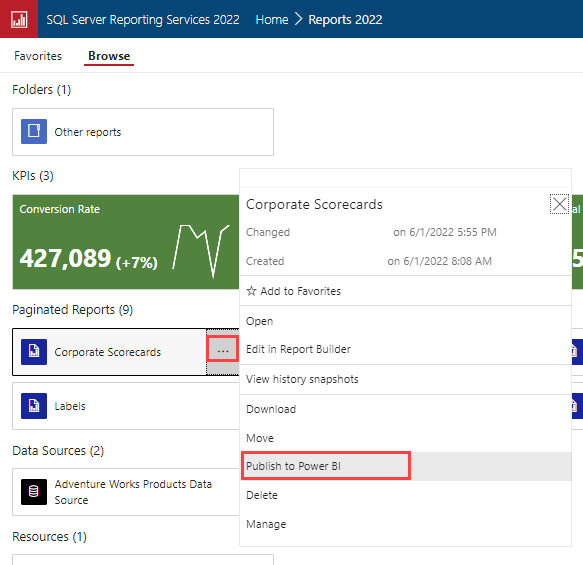 SQL Server Reporting Services 2022 Home > Reports 2022
Favorites Browse
Folders (1)
Other reports
KPIs (3)
Conversion Rate
427,089 (+7%)
Paginated Reports (9)
Corporate Scorecards ...
Labels
Data Sources (2)
Adventure Works Products Data
Source
Resources (1)
Corporate Scorecards
Changed on 6/1/2022 5:55 PM
Created on 6/1/2022 8:08 AM
☆ Add to Favorites
Open
Edit in Report Builder
View history snapshots
Download
Move
Publish to Power BI
Delete
Manage
al
5